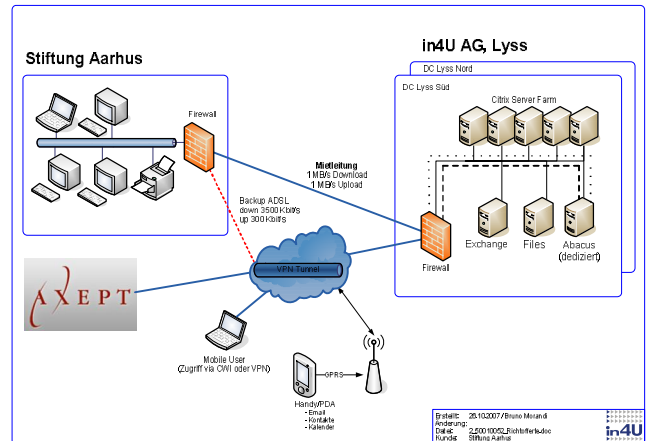 Stiftung Aarhus
in4U AG, Lyss
DC Lyss Nord
DC Lyss Süd
Citrix Server Farm
Firewall
Mietleitung
1 MB/s Download
1 MB/s Upload
Backup ADSL
down 3500 Kbit/s
up 300 Kbit/s
Exchange
Files
Abacus
(dediziert)
Firewall
VPN Tunnel
AXEPT
Mobile User
(Zugriff via CWI oder VPN)
GPRS
Handy/PDA
- Email
- Kontakte
- Kalender
Erstellt: 26.10.2007 / Bruno Morandi
Änderung:
Datei: 2_50010052_Richtofferte.doc
Kunde: Stiftung Aarhus
in4U